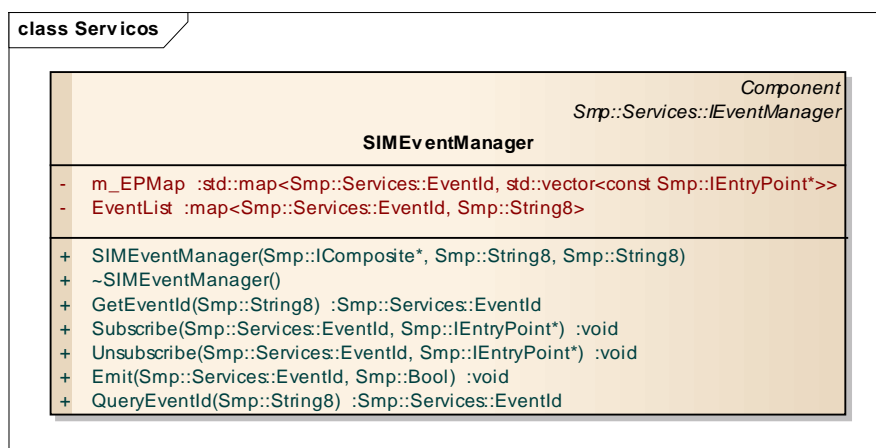 class Servicos
Component
Smp::Services::IEventManager
SIMEventManager
- m_EPMap :std::map<Smp::Services::EventId, std::vector<const Smp::IEntryPoint*>>
- EventList :map<Smp::Services::EventId, Smp::String8>
+ SIMEventManager(Smp::IComposite*, Smp::String8, Smp::String8)
+ ~SIMEventManager()
+ GetEventId(Smp::String8) :Smp::Services::EventId
+ Subscribe(Smp::Services::EventId, Smp::IEntryPoint*) :void
+ Unsubscribe(Smp::Services::EventId, Smp::IEntryPoint*) :void
+ Emit(Smp::Services::EventId, Smp::Bool) :void
+ QueryEventId(Smp::String8) :Smp::Services::EventId